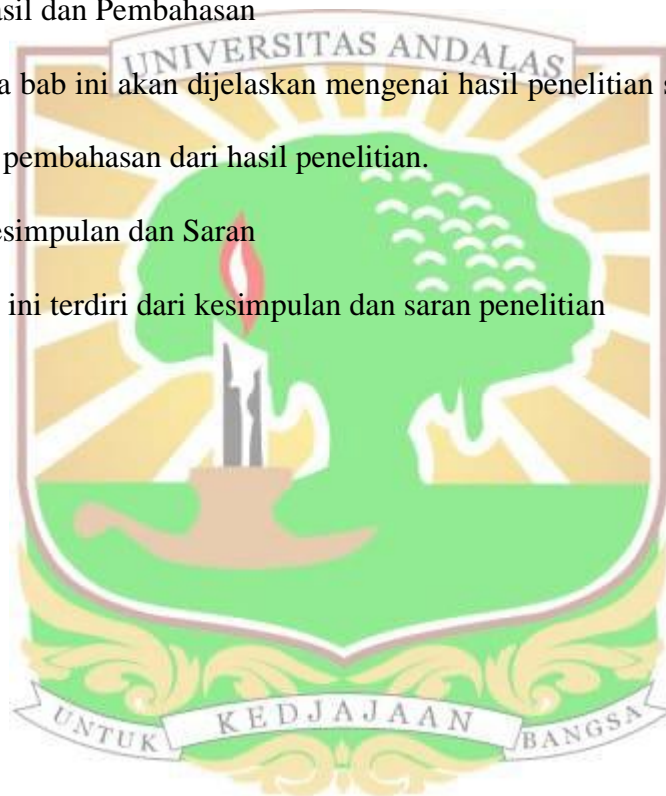 asil dan Pembahasan
UNIVERSITAS ANDALAS
a bab ini akan dijelaskan mengenai hasil penelitian s
pembahasan dari hasil penelitian.
esimpulan dan Saran
ini terdiri dari kesimpulan dan saran penelitian
UNTUK KEDJAJAAN BANGSA